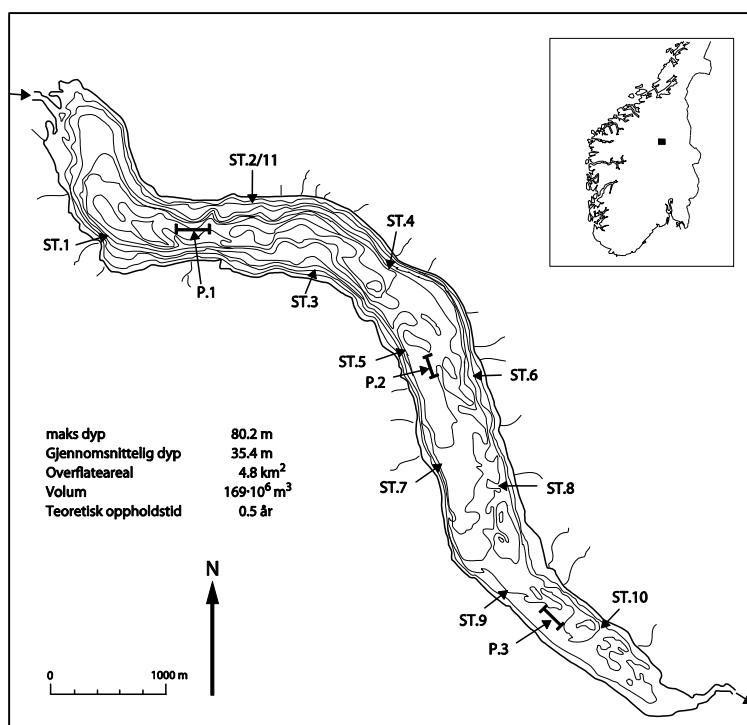 ST.2/11
ST.4
ST.1
P.1
ST.3
ST.5
P.2
ST.6
maks dyp 80.2 m
Gjennomsnittelig dyp 35.4 m
Overflateareal 4.8 km²
Volum 169·10⁶ m³
Teoretisk oppholdstid 0.5 år
ST.7
ST.8
N
ST.9
ST.10
P.3
0 1000 m